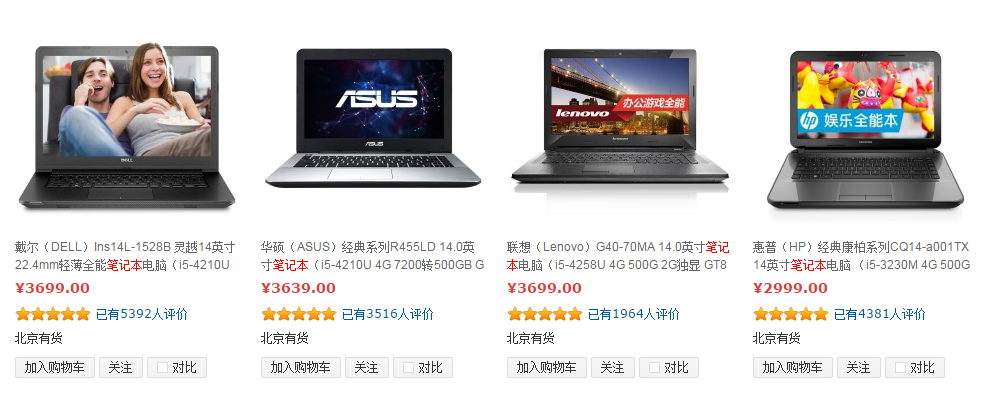 DELL
ASUS
ASUS
办公游戏全能
lenovo
hp 娱乐全能本
戴尔（DELL）Ins14L-1528B 灵越14英寸
22.4mm轻薄全能笔记本电脑（i5-4210U
¥3699.00
已有5392人评价
北京有货
加入购物车 关注 对比
华硕（ASUS）经典系列R455LD 14.0英
寸笔记本（i5-4210U 4G 7200转500GB G
¥3639.00
已有3516人评价
北京有货
加入购物车 关注 对比
联想（Lenovo）G40-70MA 14.0英寸笔记
本电脑（i5-4258U 4G 500G 2G独显 GT8
¥3699.00
已有1964人评价
北京有货
加入购物车 关注 对比
惠普（HP）经典康柏系列CQ14-a001TX
14英寸笔记本电脑 （i5-3230M 4G 500G
¥2999.00
已有4381人评价
北京有货
加入购物车 关注 对比